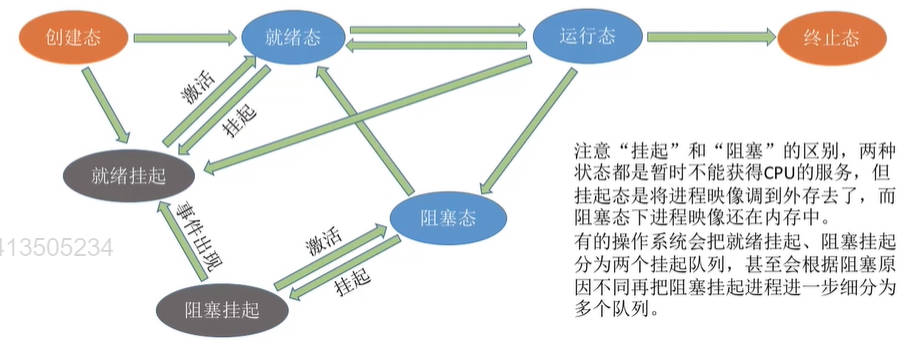 创建态
就绪态
运行态
终止态
激活
挂起
就绪挂起
注意“挂起”和“阻塞”的区别，两种
状态都是暂时不能获得CPU的服务，但
挂起态是将进程映像调到外存去了，而
阻塞态下进程映像还在内存中。
有的操作系统会把就绪挂起、阻塞挂起
分为两个挂起队列，甚至会根据阻塞原
因不同再把阻塞挂起进程进一步细分为
多个队列。
阻塞态
事件出现
413505234
激活
挂起
阻塞挂起